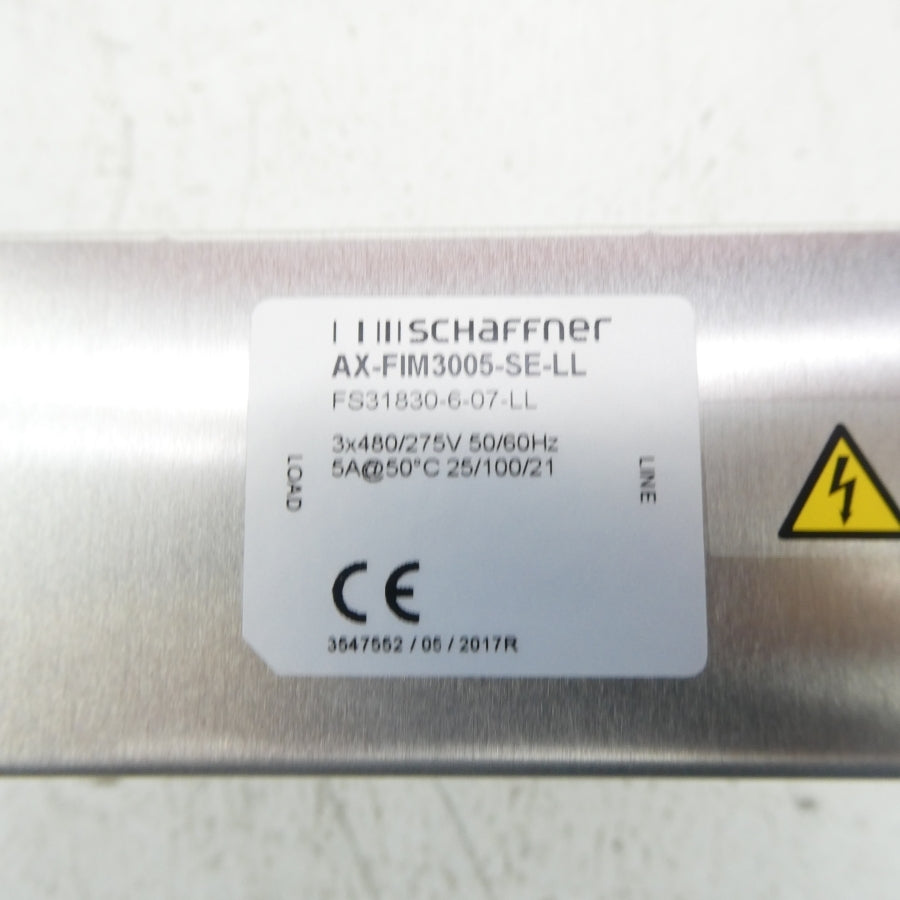 SCHAFFNER
AX-FIM3005-SE-LL
FS31830-6-07-LL
3x480/275V 50/60Hz
5A@50°C 25/100/21
LOAD
LINE
CE
3547552 / 05 / 2017R